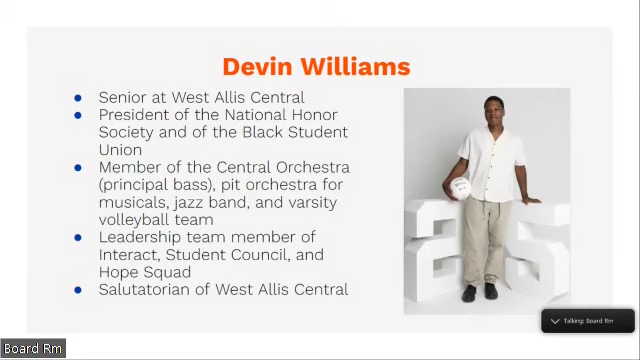 Devin Williams
● Senior at West Allis Central
● President of the National Honor
Society and of the Black Student
Union
● Member of the Central Orchestra
(principal bass), pit orchestra for
musicals, jazz band, and varsity
volleyball team
● Leadership team member of
Interact, Student Council, and
Hope Squad
● Salutatorian of West Allis Central
25
Talking: Board Rm
Board Rm